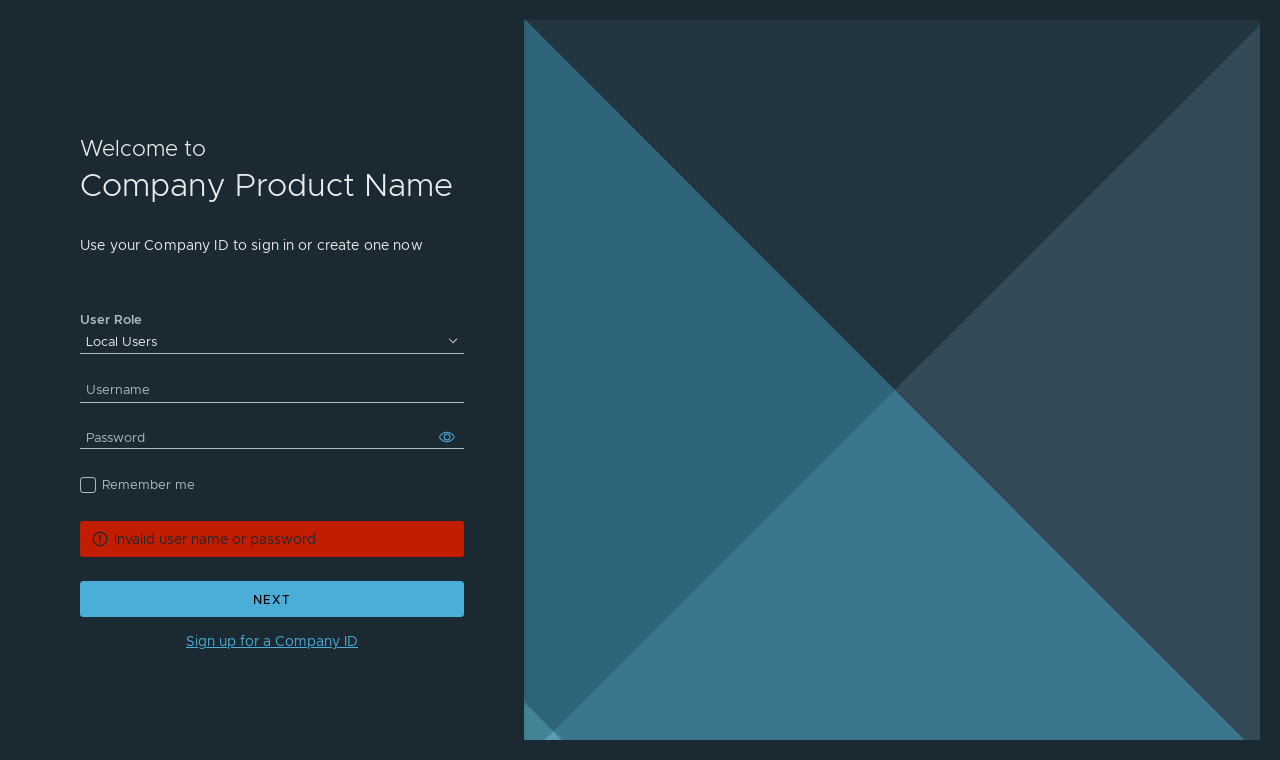 Welcome to
Company Product Name
Use your Company ID to sign in or create one now
User Role
Local Users
Username
Password
Remember me
Invalid user name or password
NEXT
Sign up for a Company ID